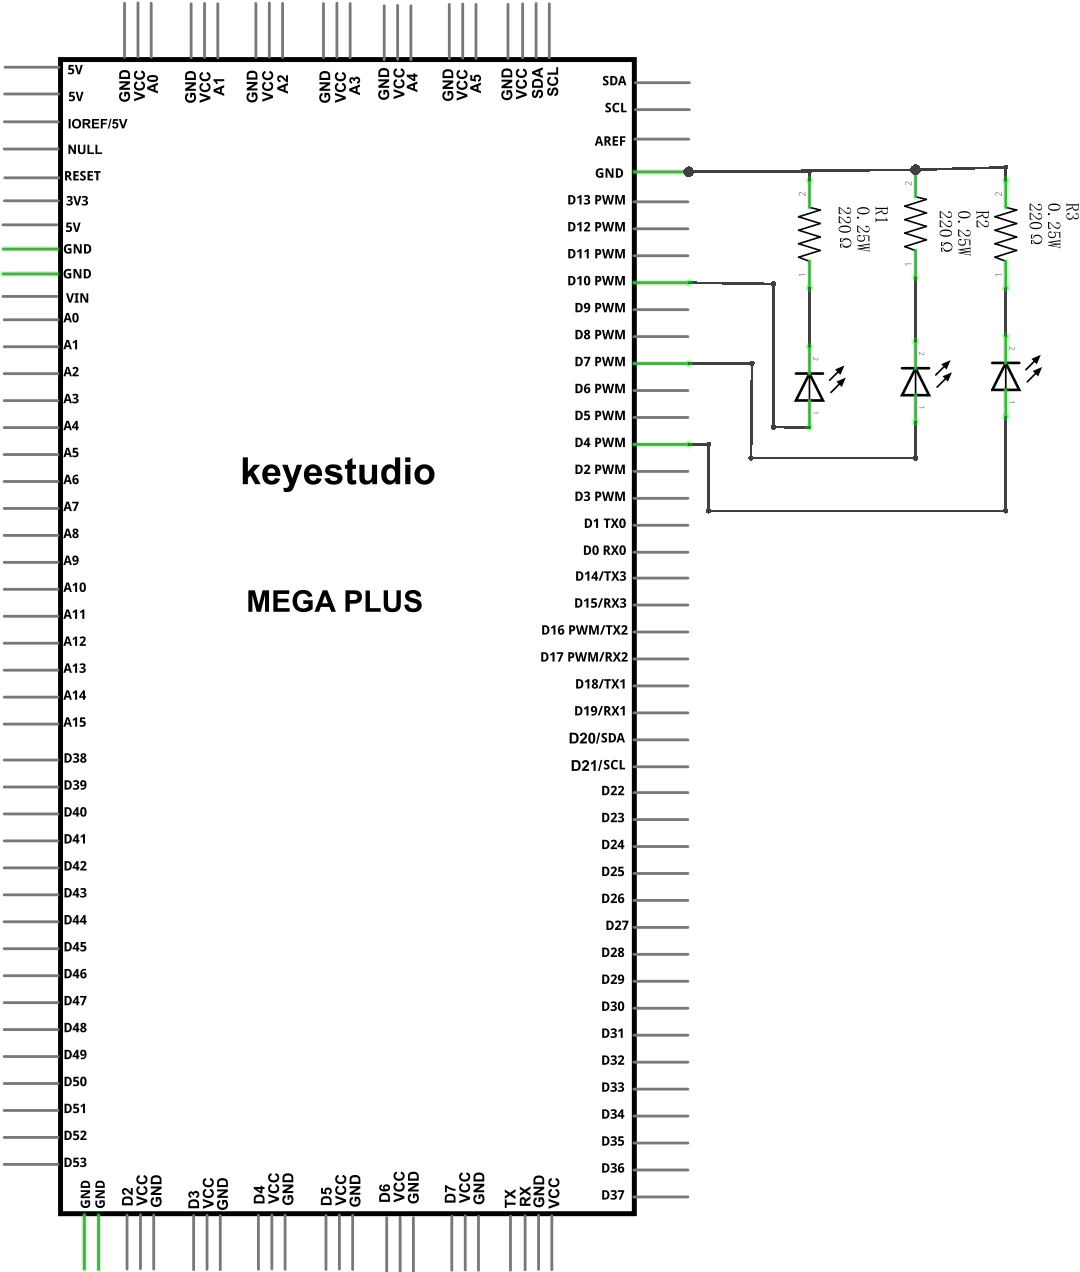 GND VCC A0 GND VCC A1 GND VCC A2 GND VCC A3 GND VCC A4 GND VCC A5 GND VCC SDA SCL
5V
5V
IOREF/5V
NULL
RESET
3V3
5V
GND
GND
VIN
A0
A1
A2
A3
A4
A5
A6
A7
A8
A9
A10
A11
A12
A13
A14
A15
D38
D39
D40
D41
D42
D43
D44
D45
D46
D47
D48
D49
D50
D51
D52
D53
keyestudio
MEGA PLUS
SDA
SCL
AREF
GND
D13 PWM
D12 PWM
D11 PWM
D10 PWM
D9 PWM
D8 PWM
D7 PWM
D6 PWM
D5 PWM
D4 PWM
D2 PWM
D3 PWM
D1 TX0
D0 RX0
D14/TX3
D15/RX3
D16 PWM/TX2
D17 PWM/RX2
D18/TX1
D19/RX1
D20/SDA
D21/SCL
D22
D23
D24
D25
D26
D27
D28
D29
D30
D31
D32
D33
D34
D35
D36
D37
GND GND D2 VCC GND D3 VCC GND D4 VCC GND D5 VCC GND D6 VCC GND D7 VCC GND TX RX GND VCC
2
1
R1
0.25W
220Ω
2
1
R2
0.25W
220Ω
2
1
R3
0.25W
220Ω
2
1
2
1
2
1